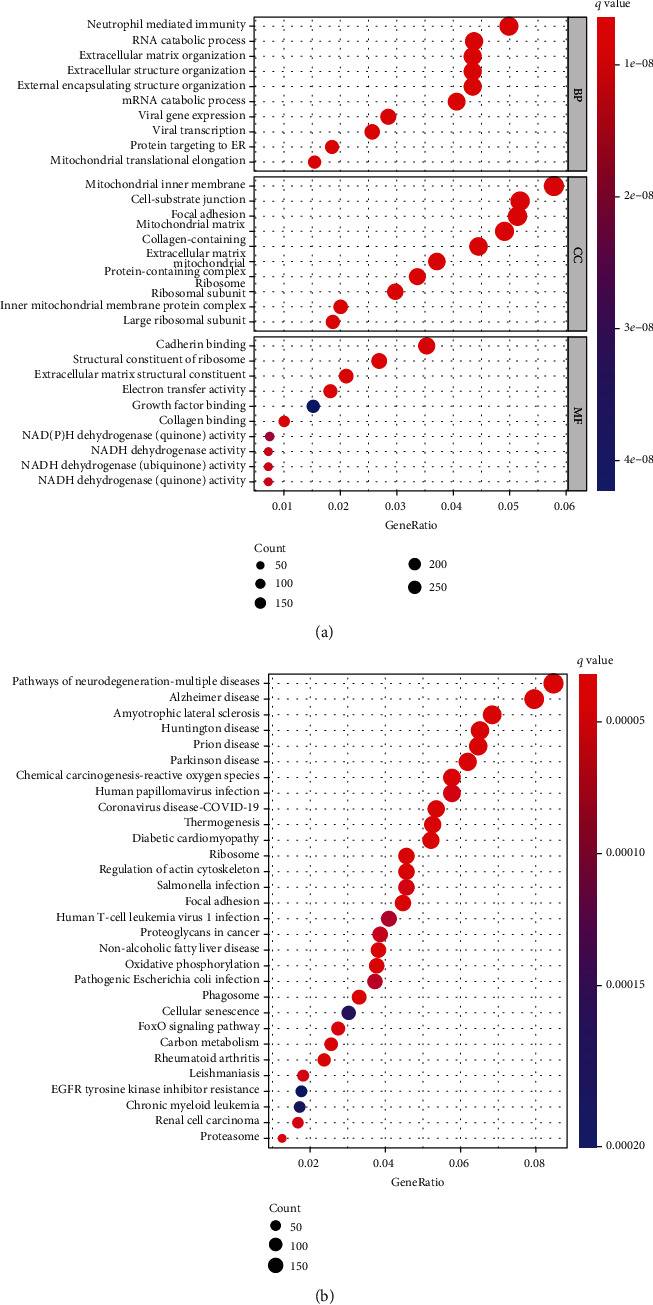 q value
Neutrophil mediated immunity
RNA catabolic process
Extracellular matrix organization
Extracellular structure organization
External encapsulating structure organization
mRNA catabolic process
Viral gene expression
Viral transcription
Protein targeting to ER
Mitochondrial translational elongation
BP
1e-08
2e-08
3e-08
4e-08
Mitochondrial inner membrane
Cell-substrate junction
Focal adhesion
Mitochondrial matrix
Collagen-containing
Extracellular matrix
mitochondrial
Protein-containing complex
Ribosome
Ribosomal subunit
Inner mitochondrial membrane protein complex
Large ribosomal subunit
CC
Cadherin binding
Structural constituent of ribosome
Extracellular matrix structural constituent
Electron transfer activity
Growth factor binding
Collagen binding
NAD(P)H dehydrogenase (quinone) activity
NADH dehydrogenase activity
NADH dehydrogenase (ubiquinone) activity
NADH dehydrogenase (quinone) activity
MF
0.01 0.02 0.03 0.04 0.05 0.06
GeneRatio
Count
50
100
150
200
250
(a)
q value
Pathways of neurodegeneration-multiple diseases
Alzheimer disease
Amyotrophic lateral sclerosis
Huntington disease
Prion disease
Parkinson disease
Chemical carcinogenesis-reactive oxygen species
Human papillomavirus infection
Coronavirus disease-COVID-19
Thermogenesis
Diabetic cardiomyopathy
Ribosome
Regulation of actin cytoskeleton
Salmonella infection
Focal adhesion
Human T-cell leukemia virus 1 infection
Proteoglycans in cancer
Non-alcoholic fatty liver disease
Oxidative phosphorylation
Pathogenic Escherichia coli infection
Phagosome
Cellular senescence
FoxO signaling pathway
Carbon metabolism
Rheumatoid arthritis
Leishmaniasis
EGFR tyrosine kinase inhibitor resistance
Chronic myeloid leukemia
Renal cell carcinoma
Proteasome
0.00005
0.00010
0.00015
0.00020
0.02 0.04 0.06 0.08
GeneRatio
Count
50
100
150
(b)